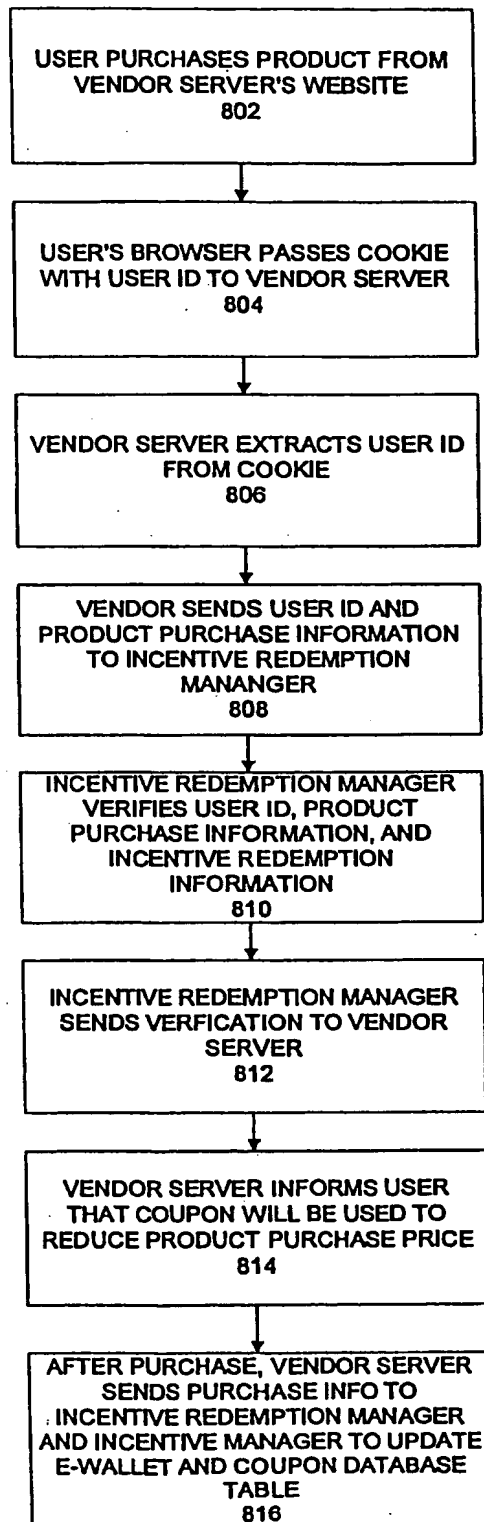 USER PURCHASES PRODUCT FROM
VENDOR SERVER'S WEBSITE
802
USER'S BROWSER PASSES COOKIE
WITH USER ID TO VENDOR SERVER
804
VENDOR SERVER EXTRACTS USER ID
FROM COOKIE
806
VENDOR SENDS USER ID AND
PRODUCT PURCHASE INFORMATION
TO INCENTIVE REDEMPTION
MANANGER
808
INCENTIVE REDEMPTION MANAGER
VERIFIES USER ID, PRODUCT
PURCHASE INFORMATION, AND
INCENTIVE REDEMPTION
INFORMATION
810
INCENTIVE REDEMPTION MANAGER
SENDS VERFICATION TO VENDOR
SERVER
812
VENDOR SERVER INFORMS USER
THAT COUPON WILL BE USED TO
REDUCE PRODUCT PURCHASE PRICE
814
AFTER PURCHASE, VENDOR SERVER
SENDS PURCHASE INFO TO
INCENTIVE REDEMPTION MANAGER
AND INCENTIVE MANAGER TO UPDATE
E-WALLET AND COUPON DATABASE
TABLE
816